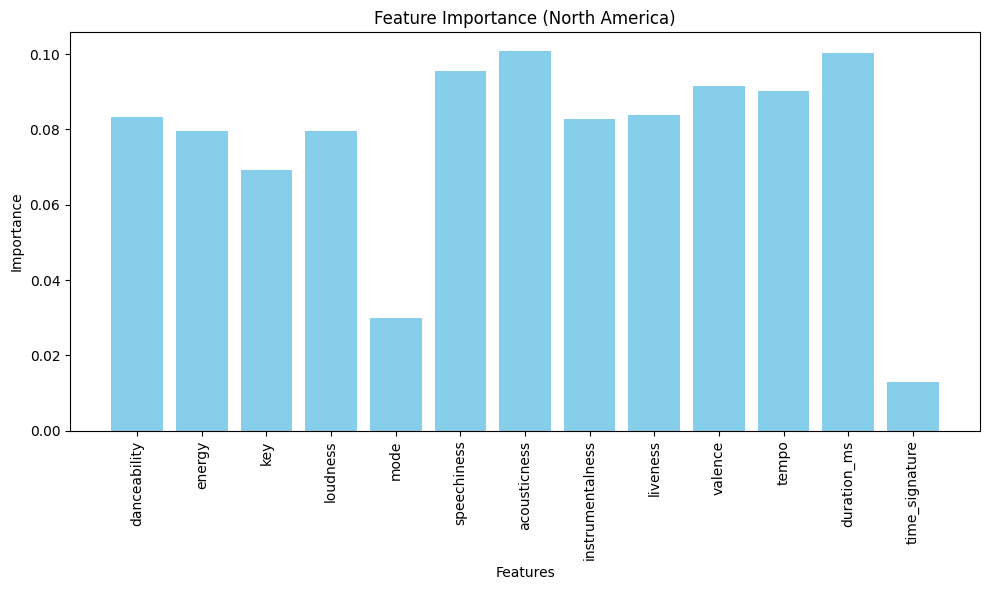 Feature Importance (North America)
Importance
0.10
0.08
0.06
0.04
0.02
0.00
danceability
energy
key
loudness
mode
speechiness
acousticness
instrumentalness
liveness
valence
tempo
duration_ms
time_signature
Features